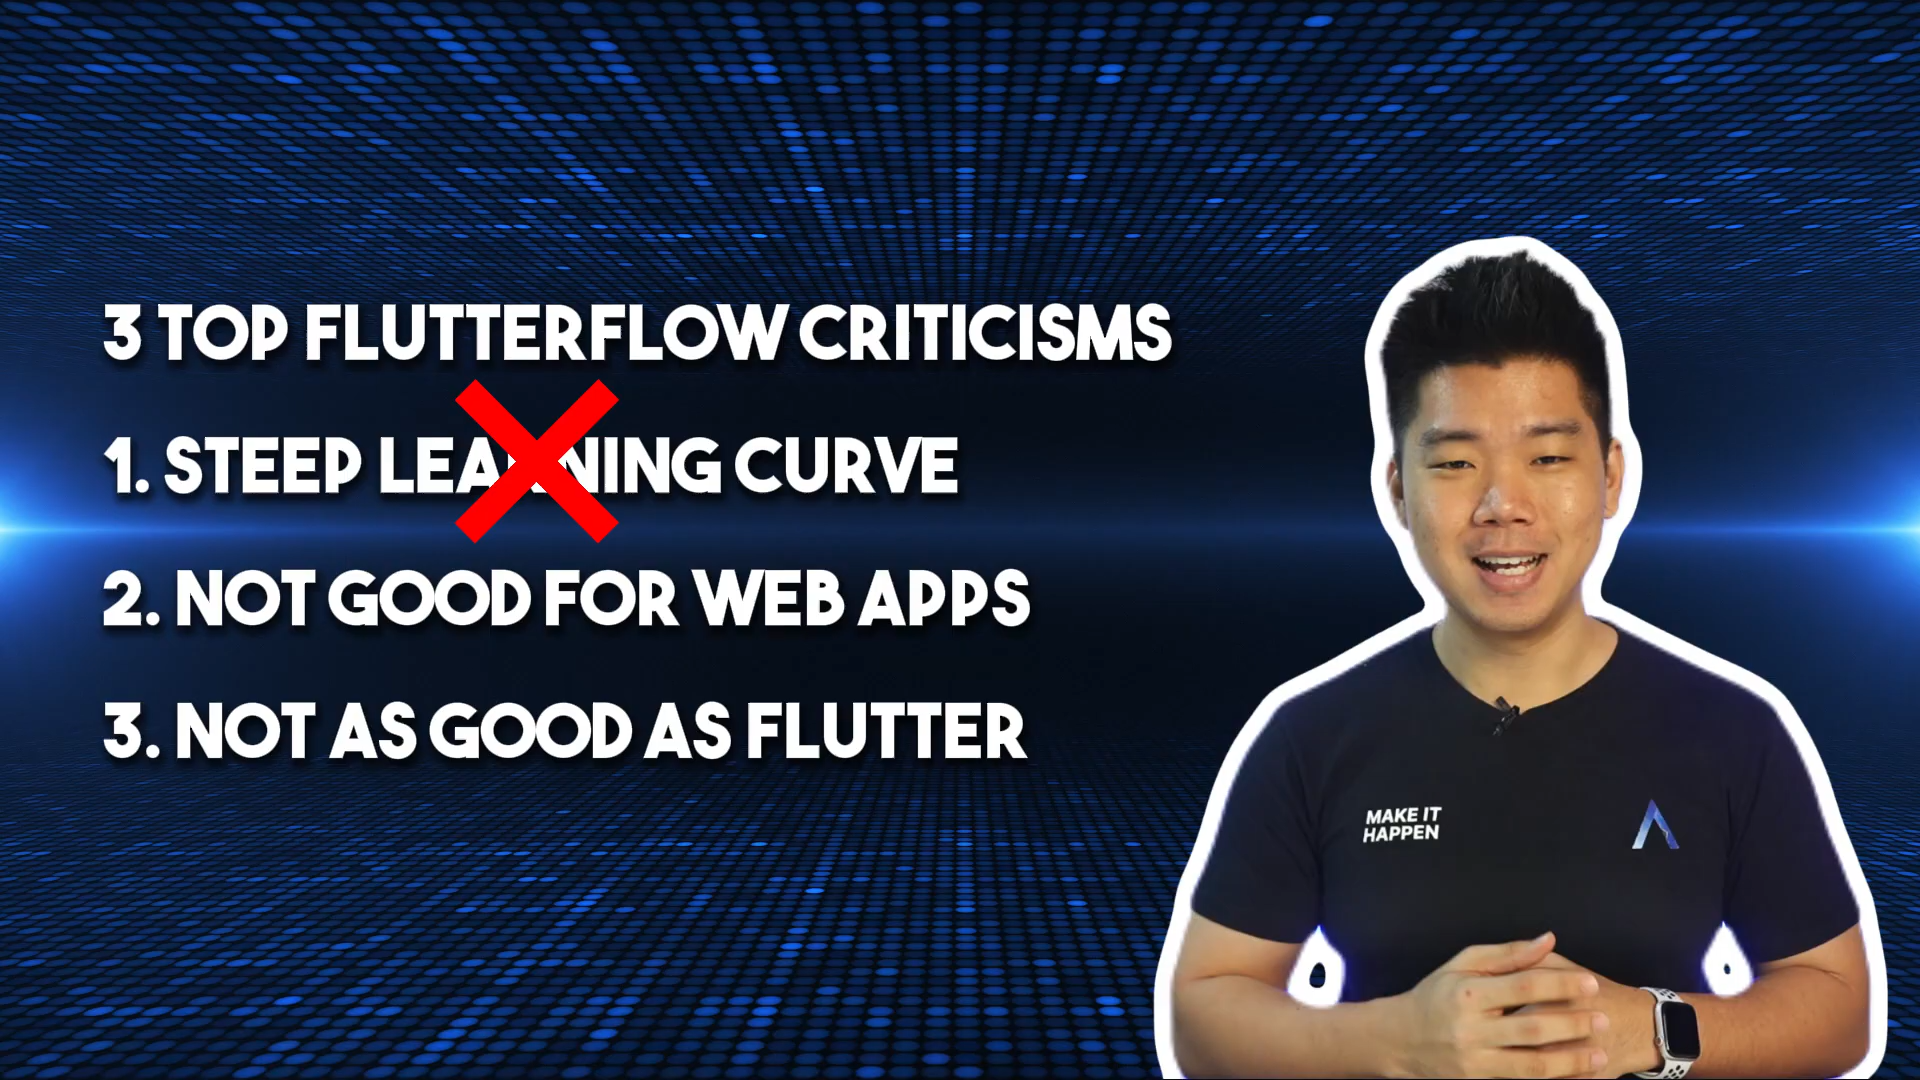 3 TOP FLUTTERFLOW CRITICISMS
1. STEEP LEARNING CURVE
2. NOT GOOD FOR WEB APPS
3. NOT AS GOOD AS FLUTTER
MAKE IT
HAPPEN